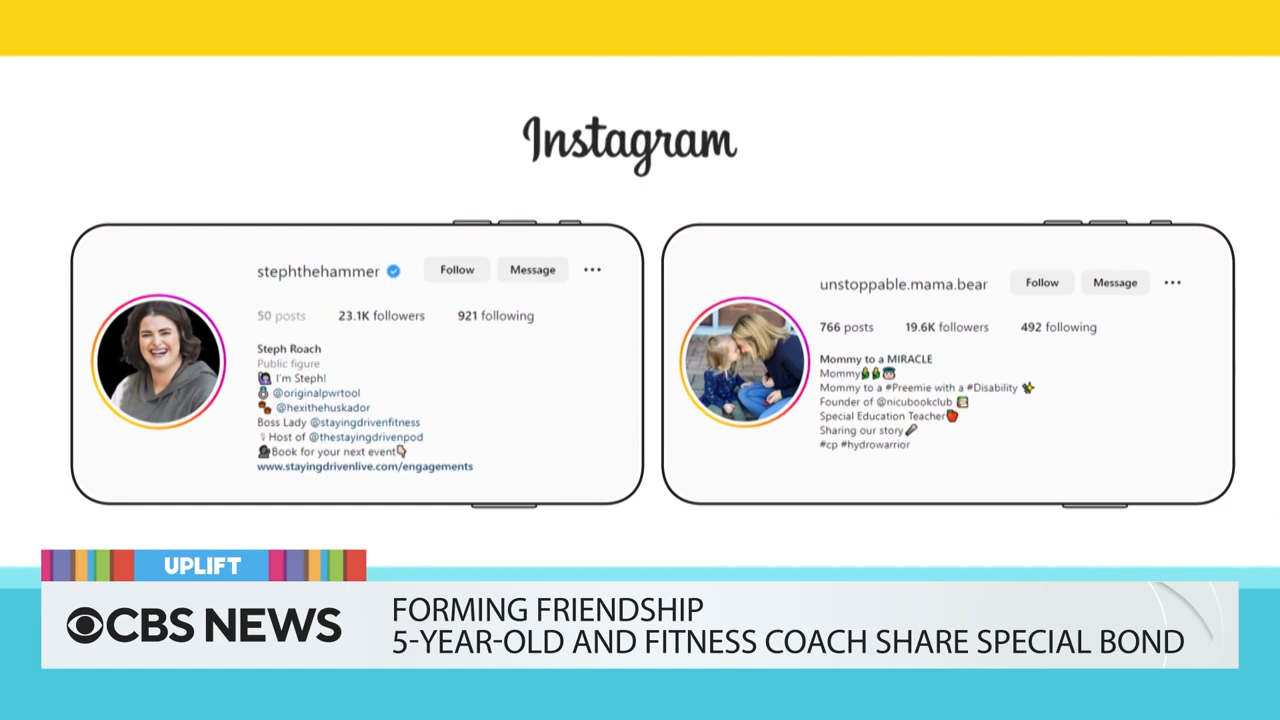 Instagram
stephthehammer
Follow
Message
50 posts
23.1K followers
921 following
Steph Roach
Public figure
I'm Steph!
@originalpwrtool
@hexithehuskador
Boss Lady @stayingdrivenfitness
Host of @thestayingdrivenpod
Book for your next event
www.stayingdrivenlive.com/engagements
unstoppable.mama.bear
Follow
Message
766 posts
19.6K followers
492 following
Mommy to a MIRACLE
Mommy
Mommy to a #Preemie with a #Disability
Founder of @nicubookclub
Special Education Teacher
Sharing our story
#cp #hydrowarrior
UPLIFT
CBS NEWS
FORMING FRIENDSHIP
5-YEAR-OLD AND FITNESS COACH SHARE SPECIAL BOND